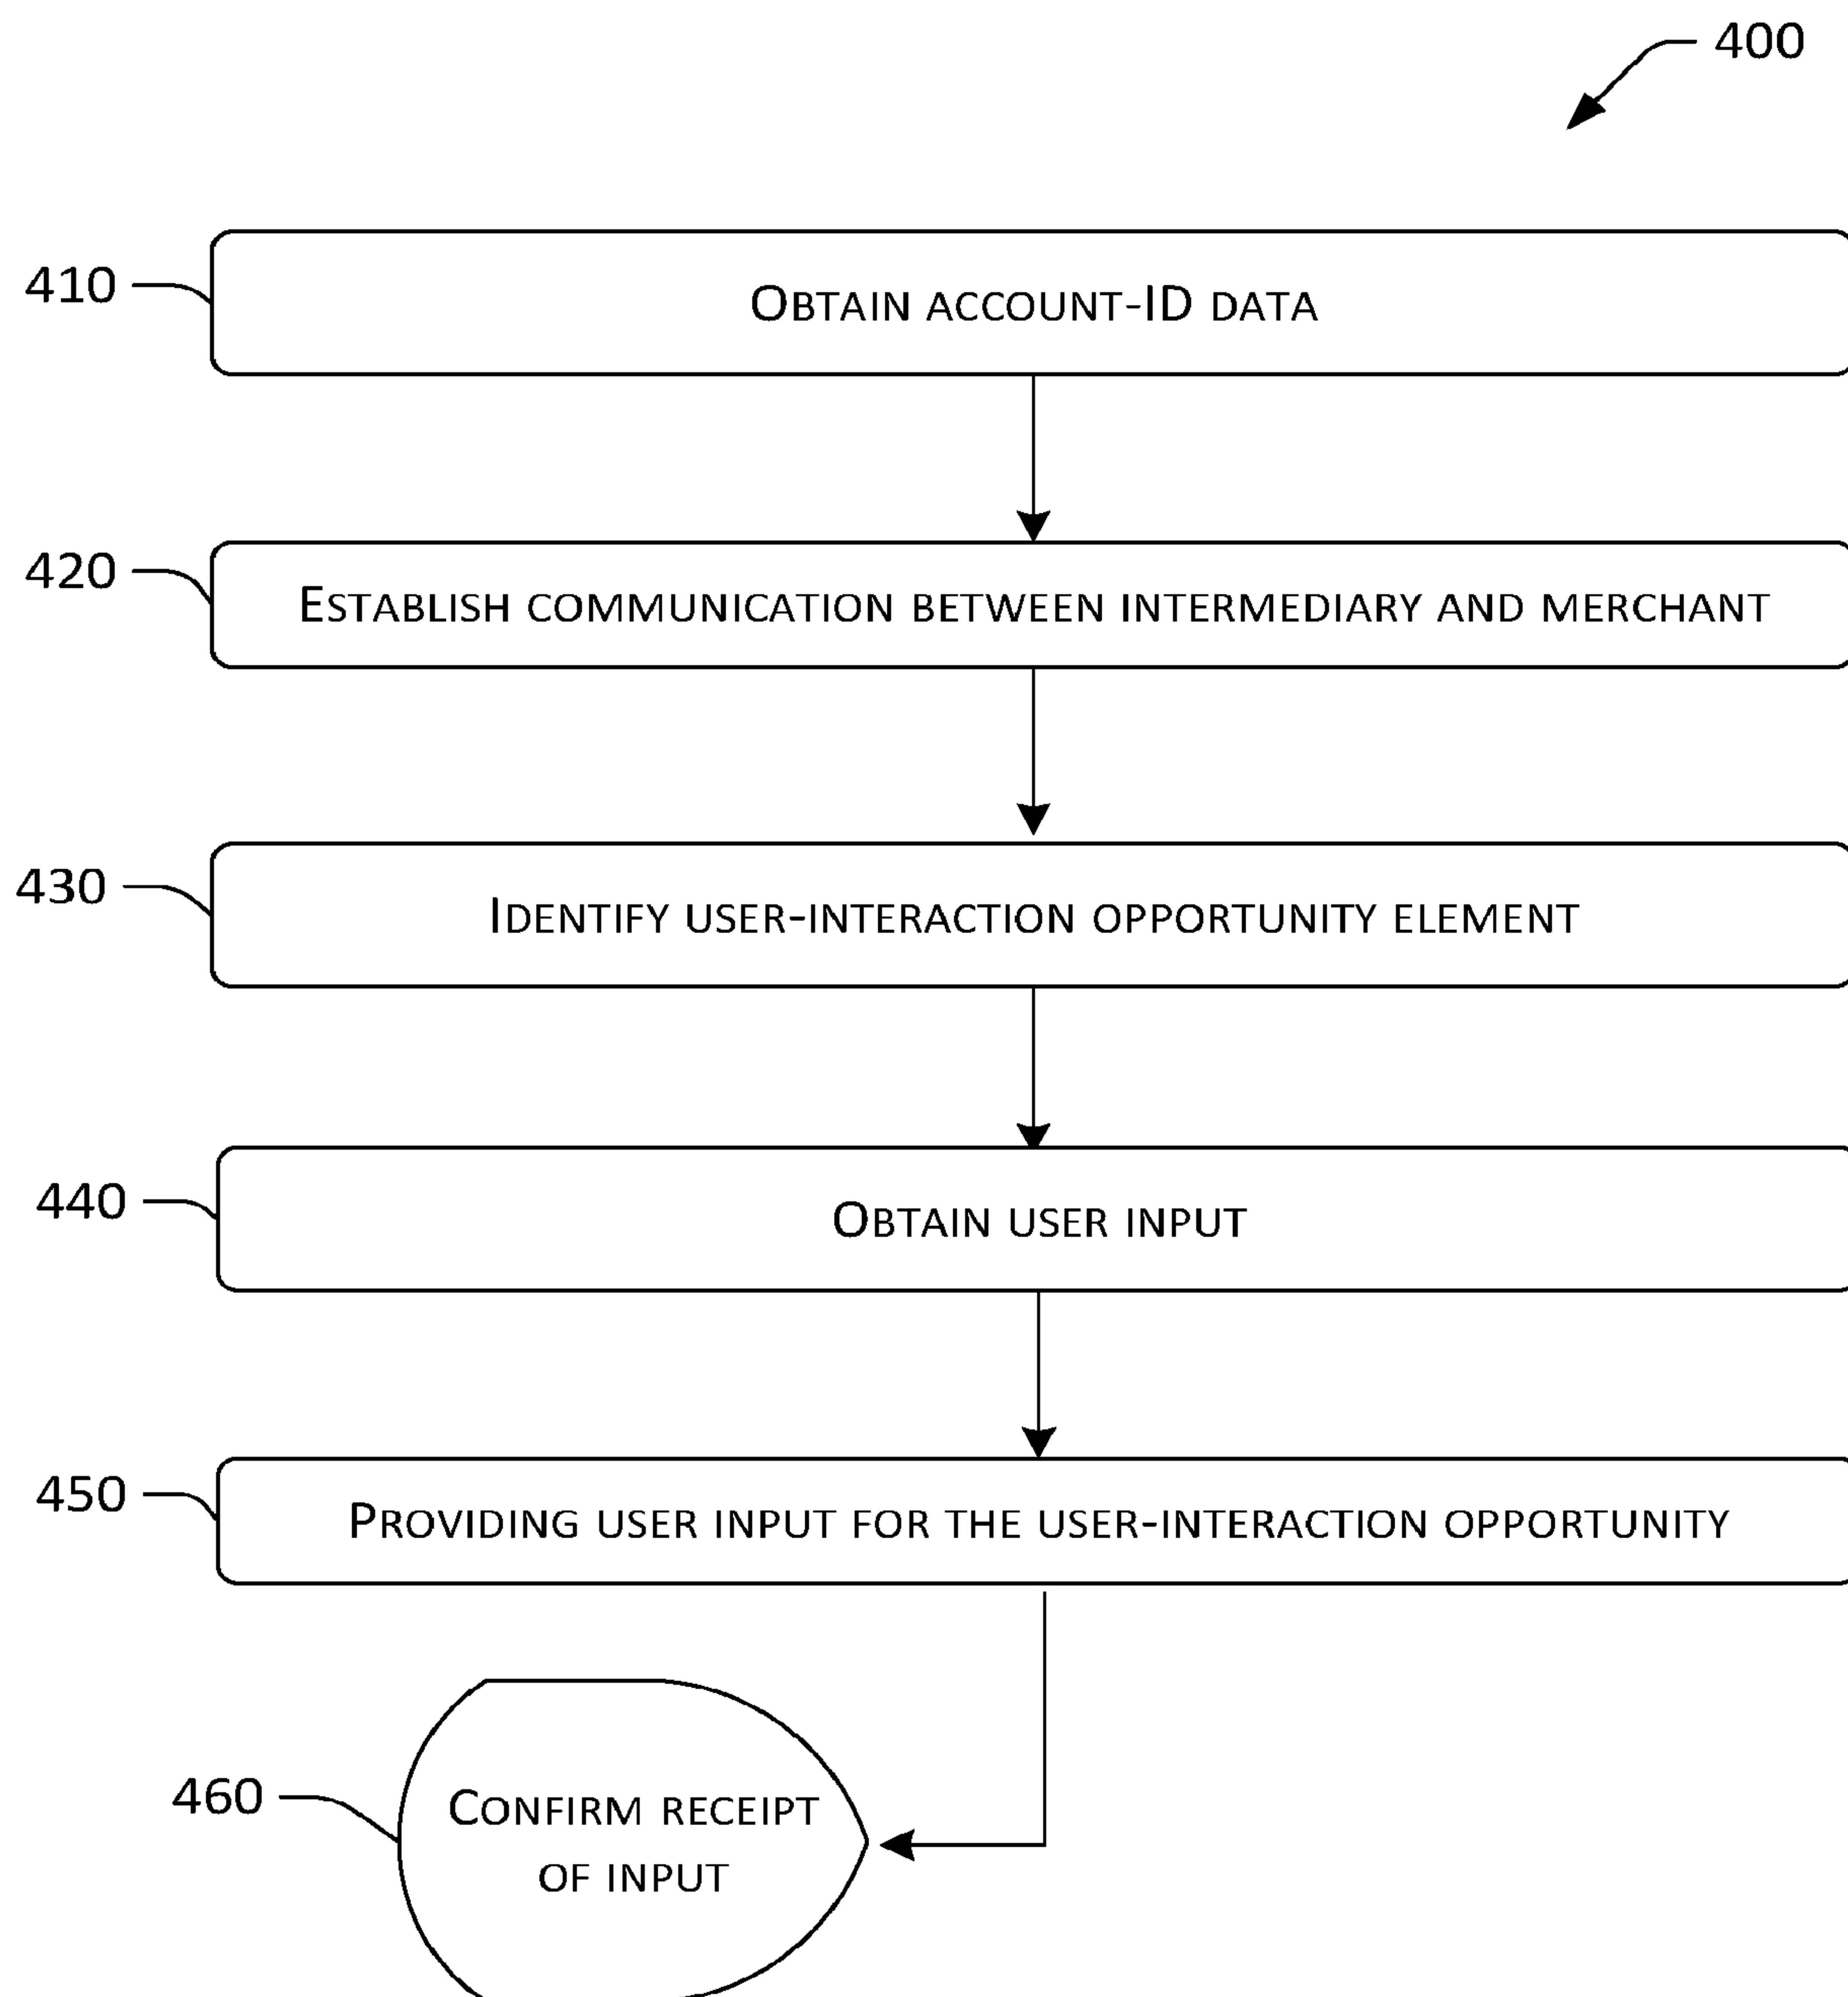 400
410
OBTAIN ACCOUNT-ID DATA
420
ESTABLISH COMMUNICATION BETWEEN INTERMEDIARY AND MERCHANT
430
IDENTIFY USER-INTERACTION OPPORTUNITY ELEMENT
440
OBTAIN USER INPUT
450
PROVIDING USER INPUT FOR THE USER-INTERACTION OPPORTUNITY
460
CONFIRM RECEIPT
OF INPUT